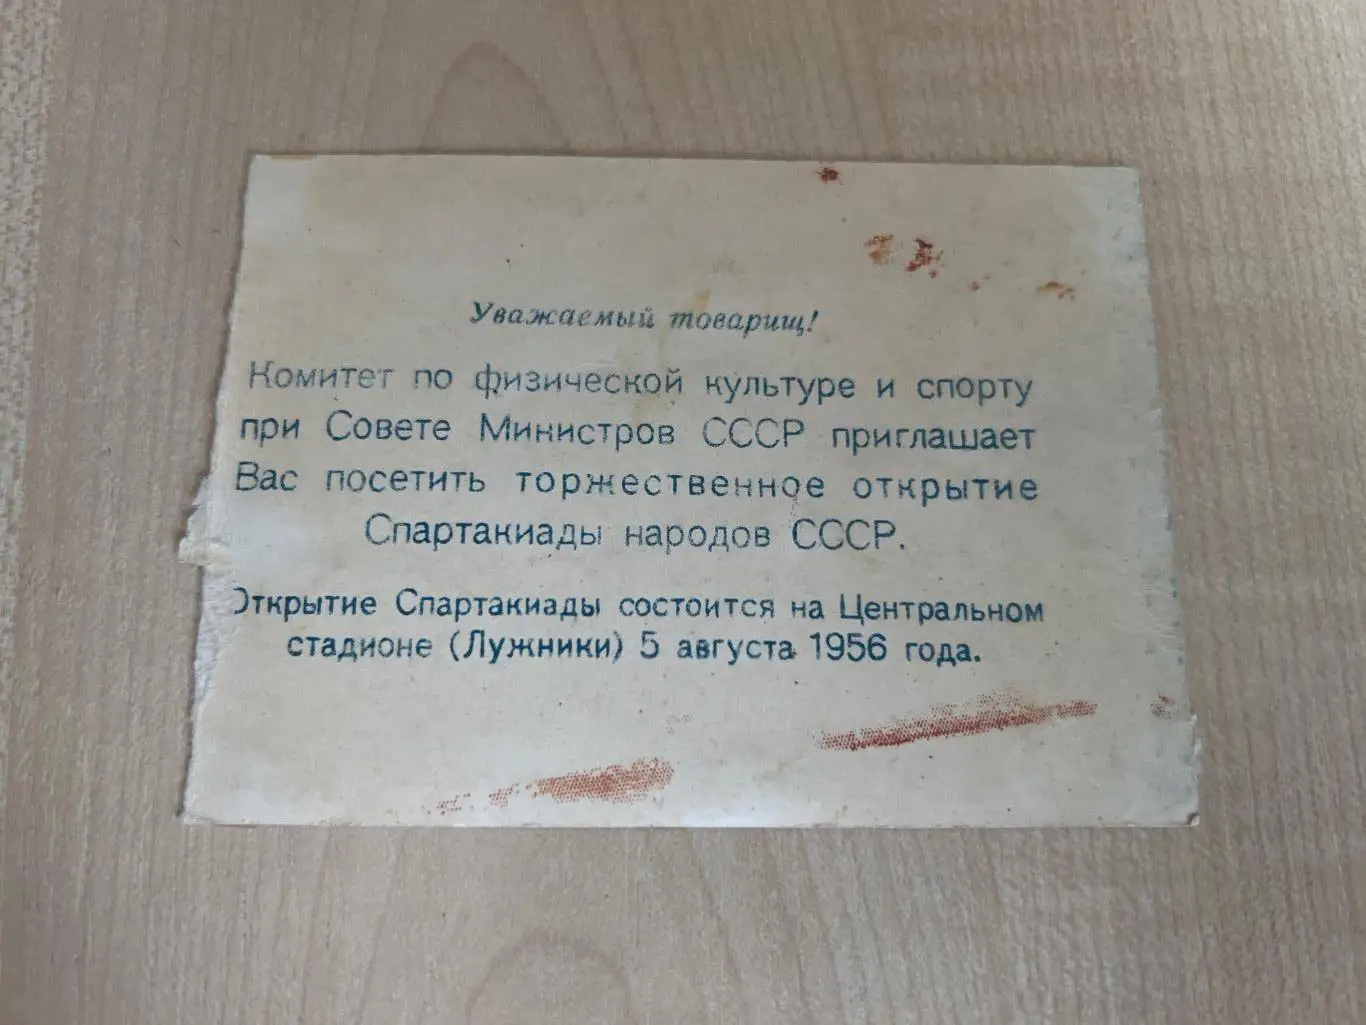 Уважаемый товарищ!
Комитет по физической культуре и спорту
при Совете Министров СССР приглашает
Вас посетить торжественное открытие
Спартакиады народов СССР.
Открытие Спартакиады состоится на Центральном
стадионе (Лужники) 5 августа 1956 года.